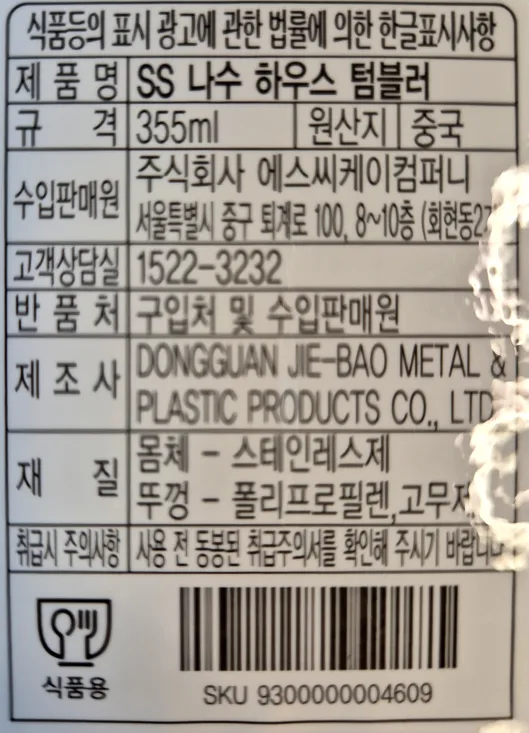 식품등의 표시 광고에 관한 법률에 의한 한글표시사항
제 품 명 SS 나수 하우스 텀블러
규 격 355ml 원산지 중국
수입판매원 주식회사 에스씨케이컴퍼니
서울특별시 중구 퇴계로 100, 8~10층 (회현동2가
고객상담실 1522-3232
반 품 처 구입처 및 수입판매원
제 조 사 DONGGUAN JIE-BAO METAL &
PLASTIC PRODUCTS CO., LTD
재 질 몸체 - 스테인레스제
뚜껑 - 폴리프로필렌,고무제
취급시 주의사항 사용 전 동봉된 취급주의서를 확인해 주시기 바랍니다
식품용
SKU 9300000004609